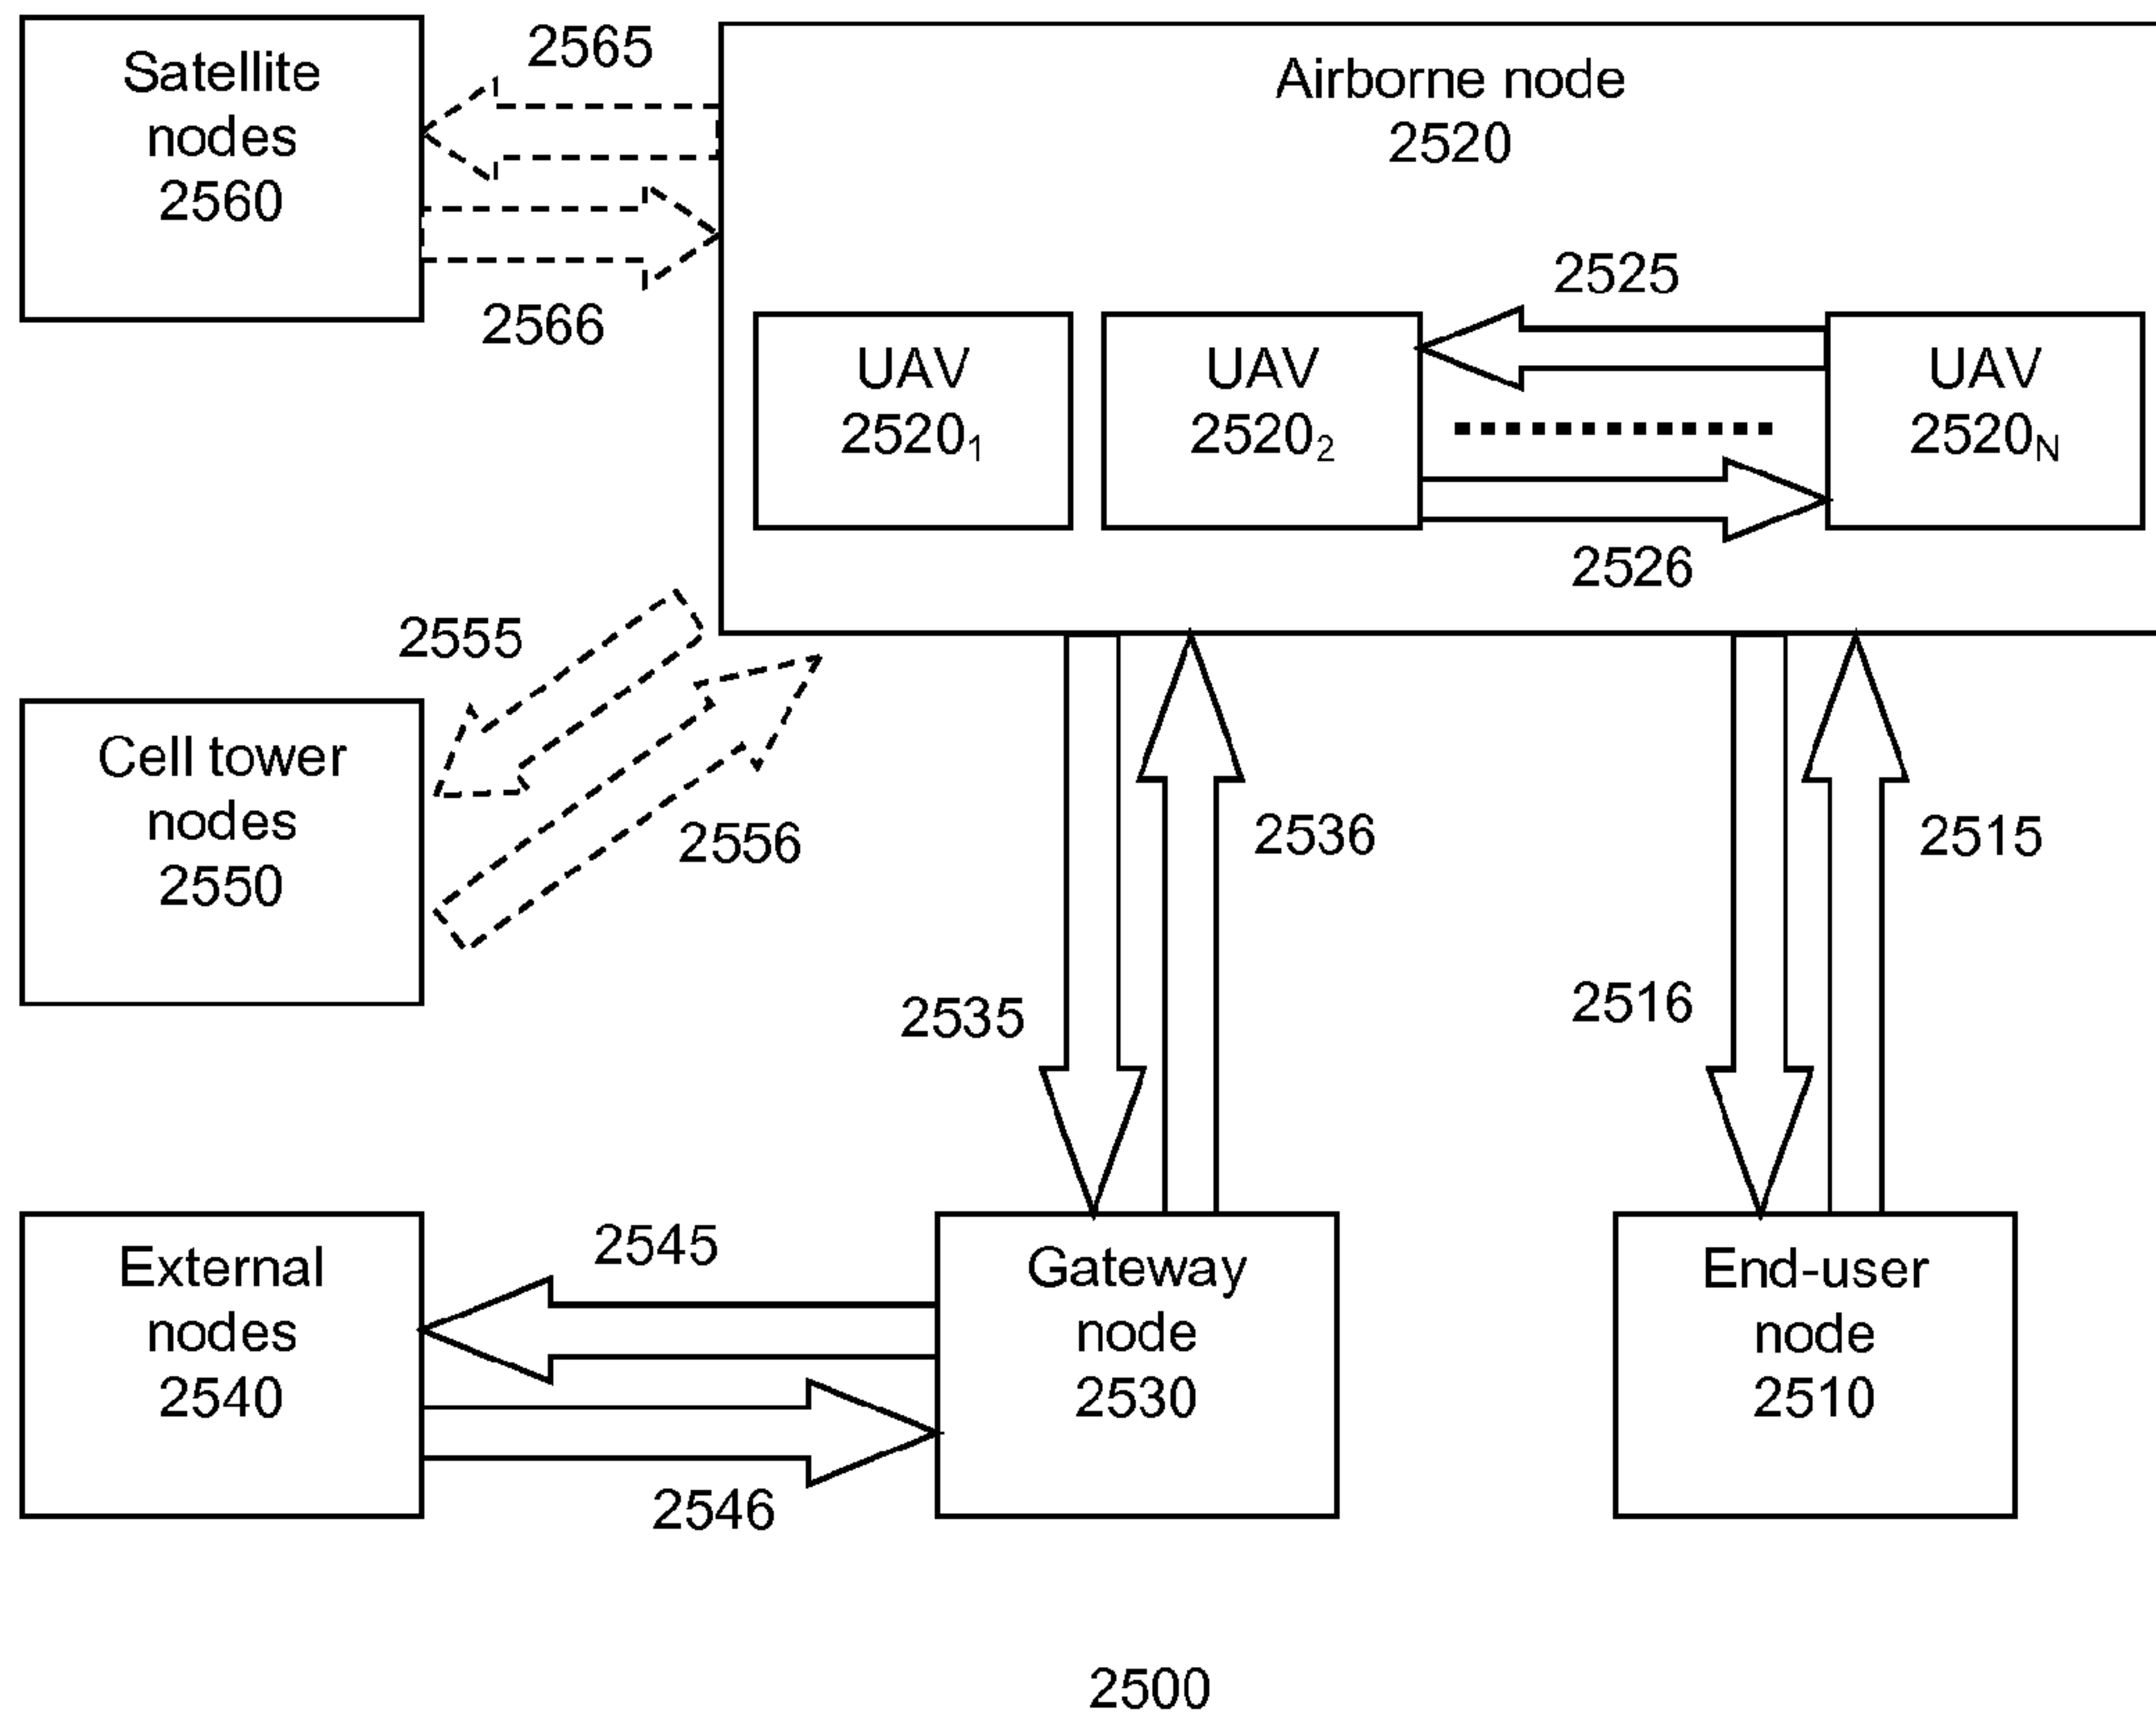 Satellite
nodes
2560
2565
2566
Airborne node
2520
UAV
2520₁
UAV
2520₂
2525
2526
UAV
2520N
2555
2556
Cell tower
nodes
2550
2535
2536
2516
2515
External
nodes
2540
2545
2546
Gateway
node
2530
End-user
node
2510
2500